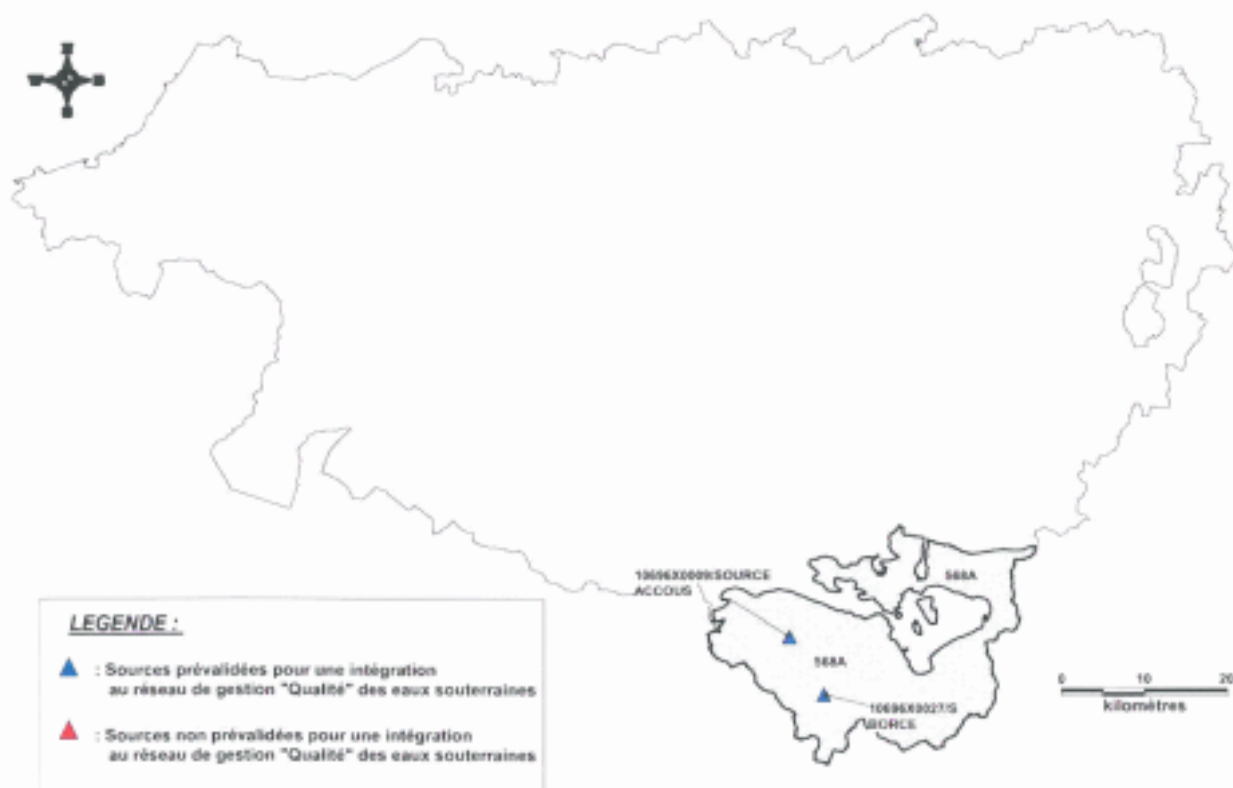 568A
10696X0009/SOURCE
ACCOUS
568A
10696X0027/S
BORCE
0 10 20
kilomètres
LEGENDE :
: Sources prévalidées pour une intégration
au réseau de gestion "Qualité" des eaux souterraines
: Sources non prévalidées pour une intégration
au réseau de gestion "Qualité" des eaux souterraines